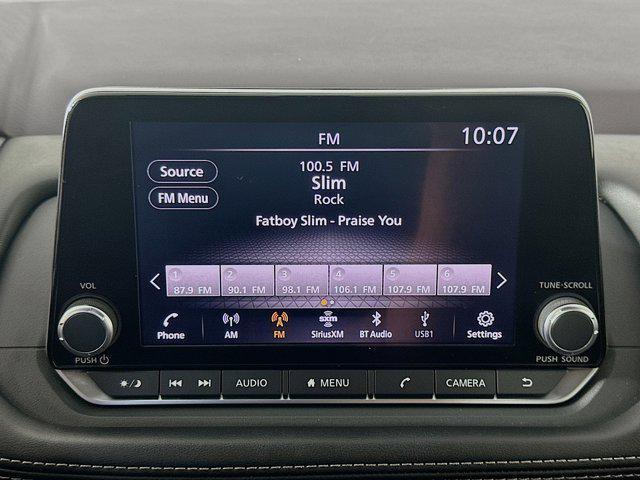 FM
10:07
Source
100.5 FM
Slim
FM Menu
Rock
Fatboy Slim - Praise You
1 2 3 4 5 6
87.9 FM 90.1 FM 98.1 FM 106.1 FM 107.9 FM 107.9 FM
VOL
TUNE·SCROLL
sxm
Phone AM FM SiriusXM BT Audio USB1 Settings
PUSH
PUSH SOUND
AUDIO MENU CAMERA